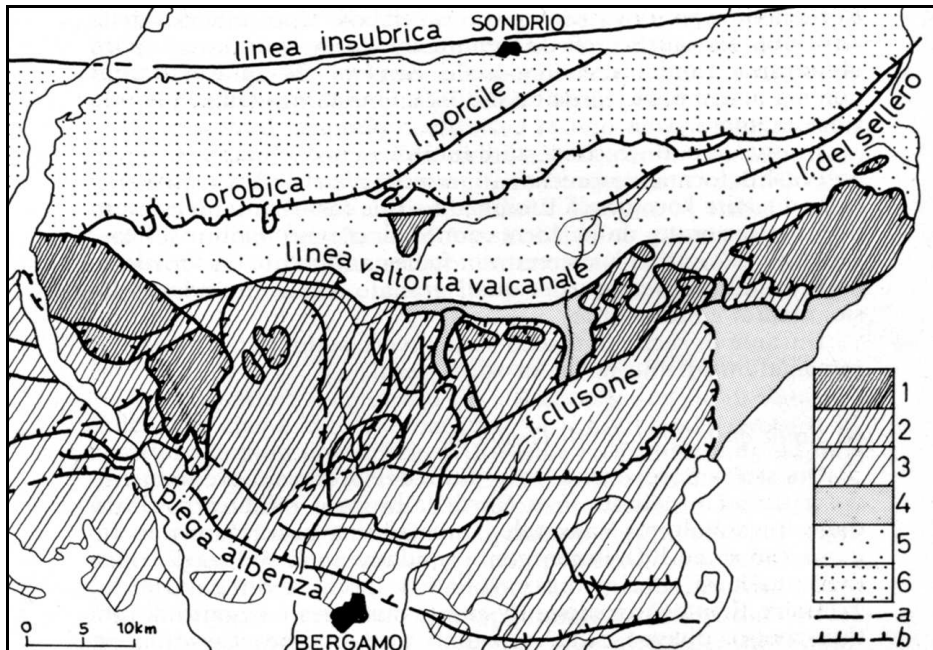 SONDRIO
linea insubrica
l. porcile
l. del sellero
l. orobica
linea valtorta valcanale
f. clusone
piega albenza
BERGAMO
0 5 10km
1
2
3
4
5
6
a
b